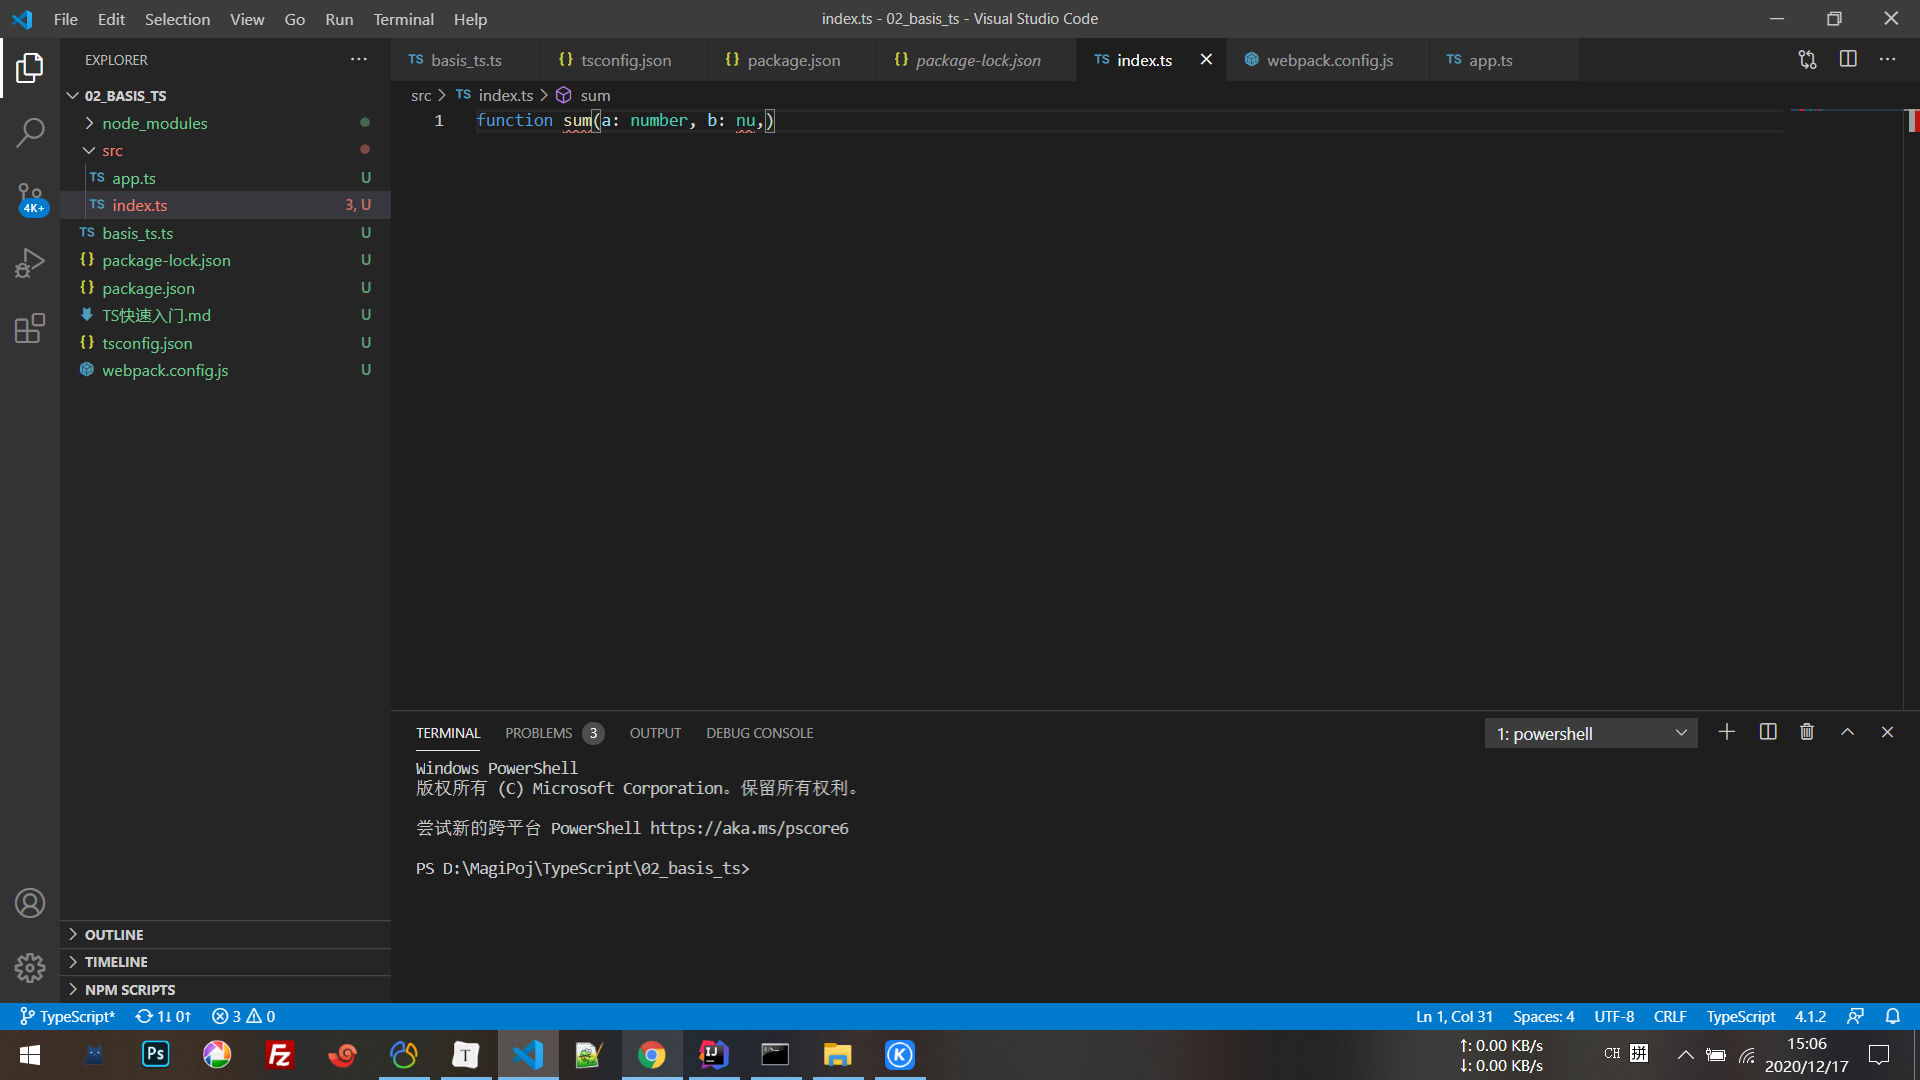 File Edit Selection View Go Run Terminal Help
index.ts - 02_basis_ts - Visual Studio Code
EXPLORER
02_BASIS_TS
node_modules
src
TS app.ts U
TS index.ts 3, U
TS basis_ts.ts U
{} package-lock.json U
{} package.json U
TS快速入门.md U
{} tsconfig.json U
webpack.config.js U
4K+
OUTLINE
TIMELINE
NPM SCRIPTS
TS basis_ts.ts {} tsconfig.json {} package.json {} package-lock.json TS index.ts webpack.config.js TS app.ts
src > TS index.ts > sum
1 function sum(a: number, b: nu,)
TERMINAL PROBLEMS 3 OUTPUT DEBUG CONSOLE 1: powershell
Windows PowerShell
版权所有 (C) Microsoft Corporation。保留所有权利。
尝试新的跨平台 PowerShell https://aka.ms/pscore6
PS D:\MagiPoj\TypeScript\02_basis_ts>
TypeScript* 1↓ 0↑ 3 0 Ln 1, Col 31 Spaces: 4 UTF-8 CRLF TypeScript 4.1.2
Ps Fz T IJ K
↑: 0.00 KB/s
↓: 0.00 KB/s
CH 拼
15:06
2020/12/17